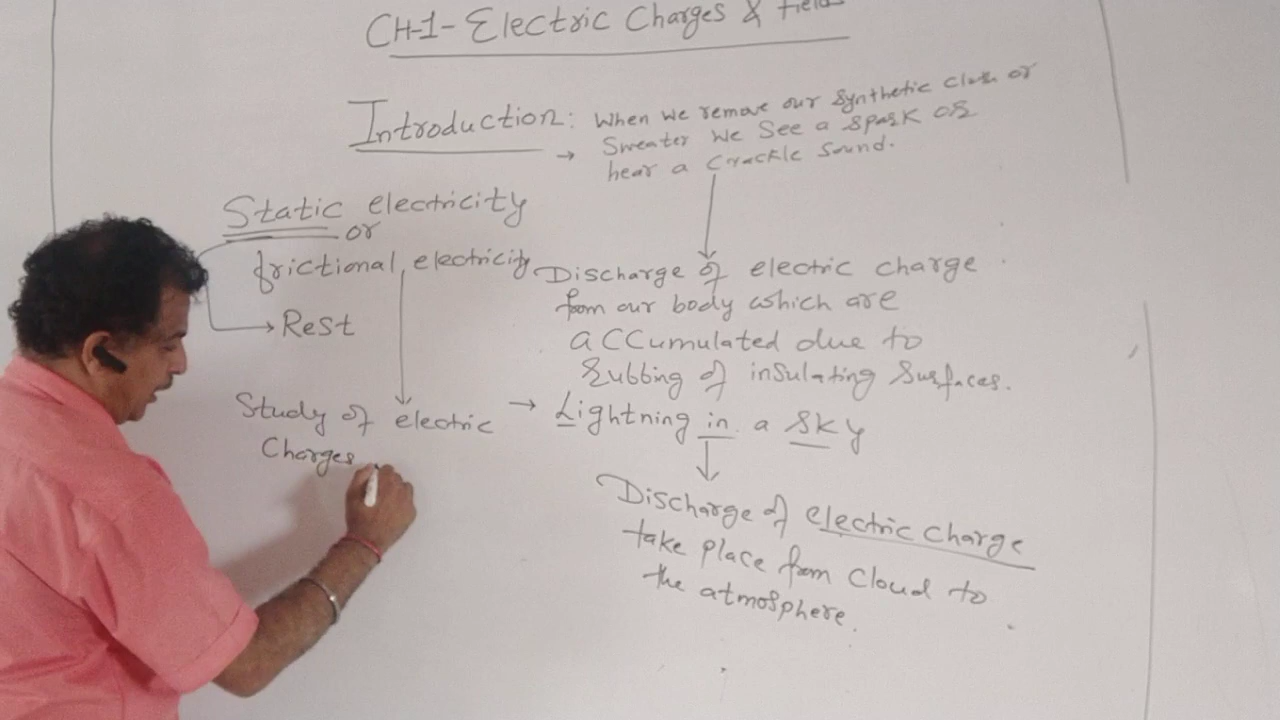 CH-1- Electric Charges & Fields
Introduction: When we remove our synthetic cloth or
→ Sweater we see a spark or
hear a Crackle Sound.
Static electricity
or
frictional electricity
→ Rest
Study of electric
Charges
Discharge of electric charge
from our body which are
accumulated due to
Rubbing of insulating Surfaces.
→ Lightning in a sky
Discharge of electric charge
take place from cloud to
the atmosphere.